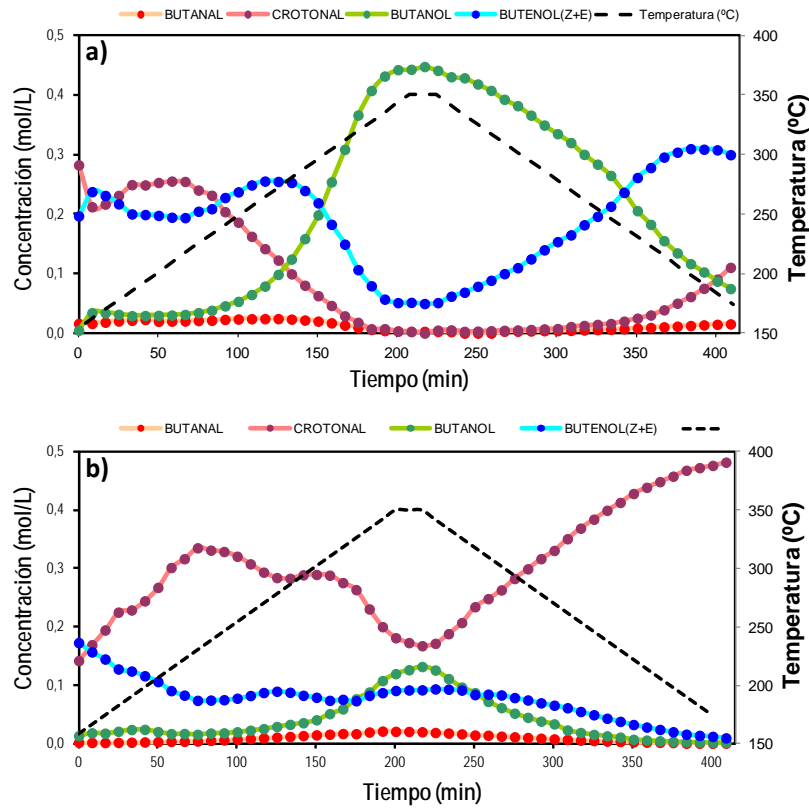 BUTANAL CROTONAL BUTANOL BUTENOL(Z+E) Temperatura (ºC)
a)
0,5
0,4
0,3
0,2
0,1
0,0
Concentración (mol/L)
400
350
300
250
200
150
Temperatura (ºC)
0 50 100 150 200 250 300 350 400
Tiempo (min)
BUTANAL CROTONAL BUTANOL BUTENOL(Z+E)
b)
0,5
0,4
0,3
0,2
0,1
0,0
Concentración (mol/L)
400
350
300
250
200
150
Temperatura (ºC)
0 50 100 150 200 250 300 350 400
Tiempo (min)